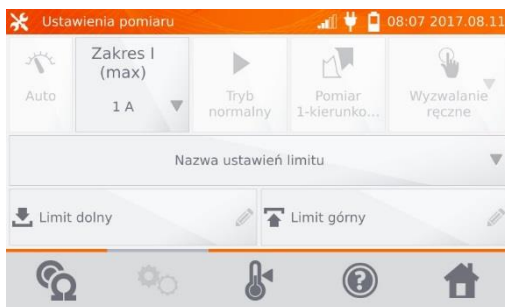 Ustawienia pomiaru
08:07 2017.08.11
Auto
Zakres I
(max)
1 A
Tryb
normalny
Pomiar
1-kierunko...
Wyzwalanie
ręczne
Nazwa ustawień limitu
Limit dolny
Limit górny